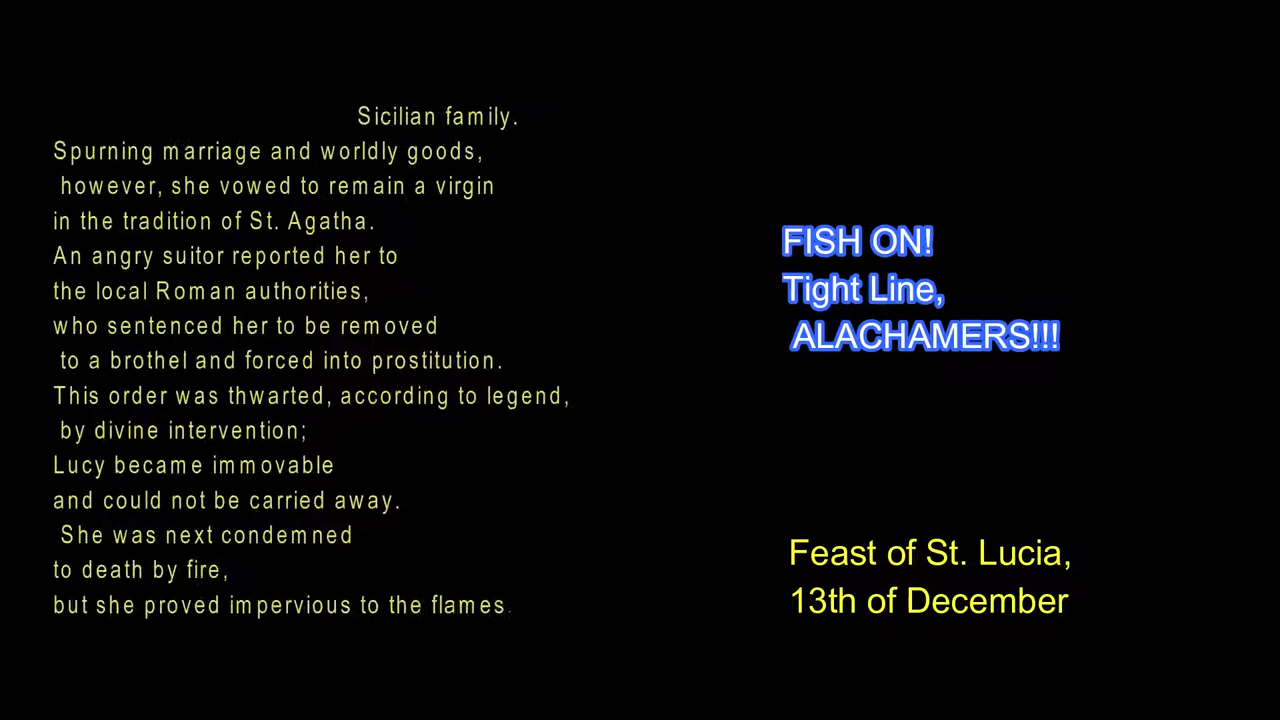 Sicilian family.
Spurning marriage and worldly goods,
however, she vowed to remain a virgin
in the tradition of St. Agatha.
An angry suitor reported her to
the local Roman authorities,
who sentenced her to be removed
to a brothel and forced into prostitution.
This order was thwarted, according to legend,
by divine intervention;
Lucy became immovable
and could not be carried away.
She was next condemned
to death by fire,
but she proved impervious to the flames.
FISH ON!
Tight Line,
ALACHAMERS!!!
Feast of St. Lucia,
13th of December